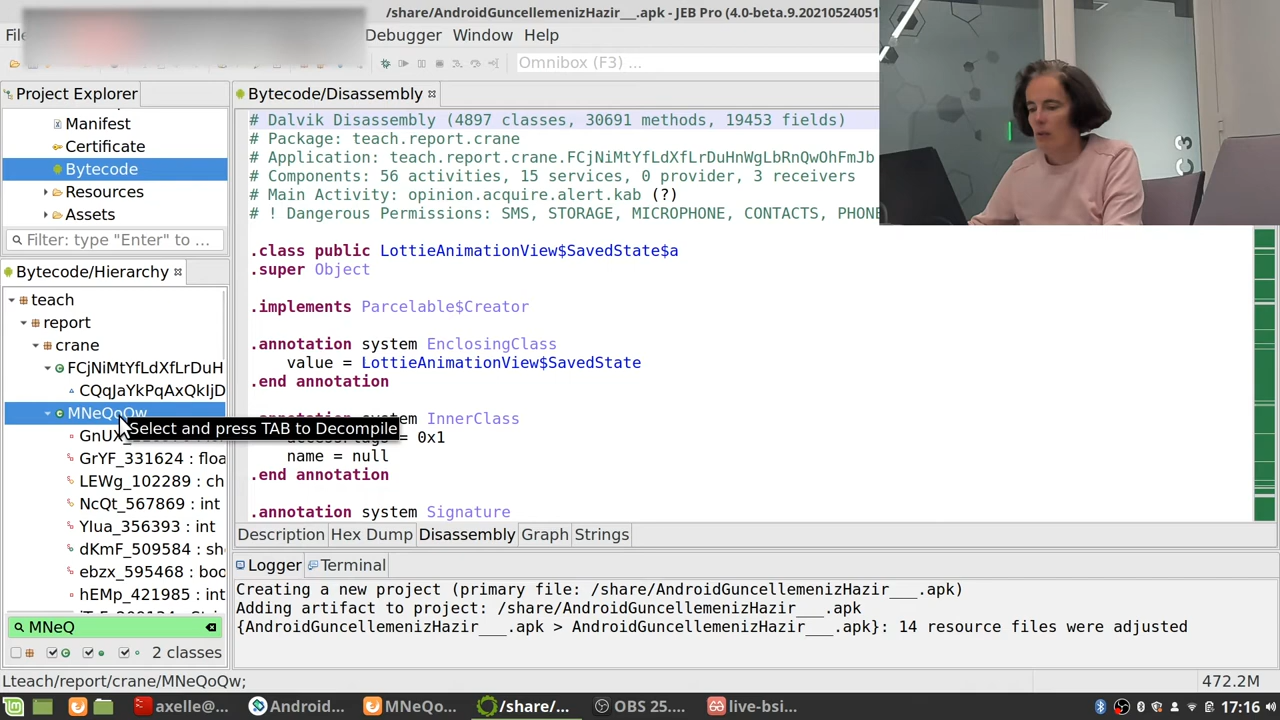 /share/AndroidGuncellemenizHazir___.apk - JEB Pro (4.0-beta.9.20210524051
Debugger Window Help
Omnibox (F3) ...
Project Explorer
Manifest
Certificate
Bytecode
Resources
Assets
Filter: type "Enter" to ...
Bytecode/Hierarchy
teach
report
crane
FCjNiMtYfLdXfLrDuH
CQqJaYkPqAxQkIjD
MNeQoQw
Select and press TAB to Decompile
GrYF_331624 : floa
LEWg_102289 : ch
NcQt_567869 : int
YIua_356393 : int
dKmF_509584 : sh
ebzx_595468 : boo
hEMp_421985 : int
MNeQ
2 classes
Bytecode/Disassembly
# Dalvik Disassembly (4897 classes, 30691 methods, 19453 fields)
# Package: teach.report.crane
# Application: teach.report.crane.FCjNiMtYfLdXfLrDuHnWgLbRnQwOhFmJb
# Components: 56 activities, 15 services, 0 provider, 3 receivers
# Main Activity: opinion.acquire.alert.kab (?)
# ! Dangerous Permissions: SMS, STORAGE, MICROPHONE, CONTACTS, PHONE
.class public LottieAnimationView$SavedState$a
.super Object
.implements Parcelable$Creator
.annotation system EnclosingClass
value = LottieAnimationView$SavedState
.end annotation
.annotation system InnerClass
= 0x1
name = null
.end annotation
.annotation system Signature
Description Hex Dump Disassembly Graph Strings
Logger Terminal
Creating a new project (primary file: /share/AndroidGuncellemenizHazir___.apk)
Adding artifact to project: /share/AndroidGuncellemenizHazir___.apk
{AndroidGuncellemenizHazir___.apk > AndroidGuncellemenizHazir___.apk}: 14 resource files were adjusted
Lteach/report/crane/MNeQoQw;
472.2M
axelle@... Android... MNeQo... /share/... OBS 25.... live-bsi...
17:16